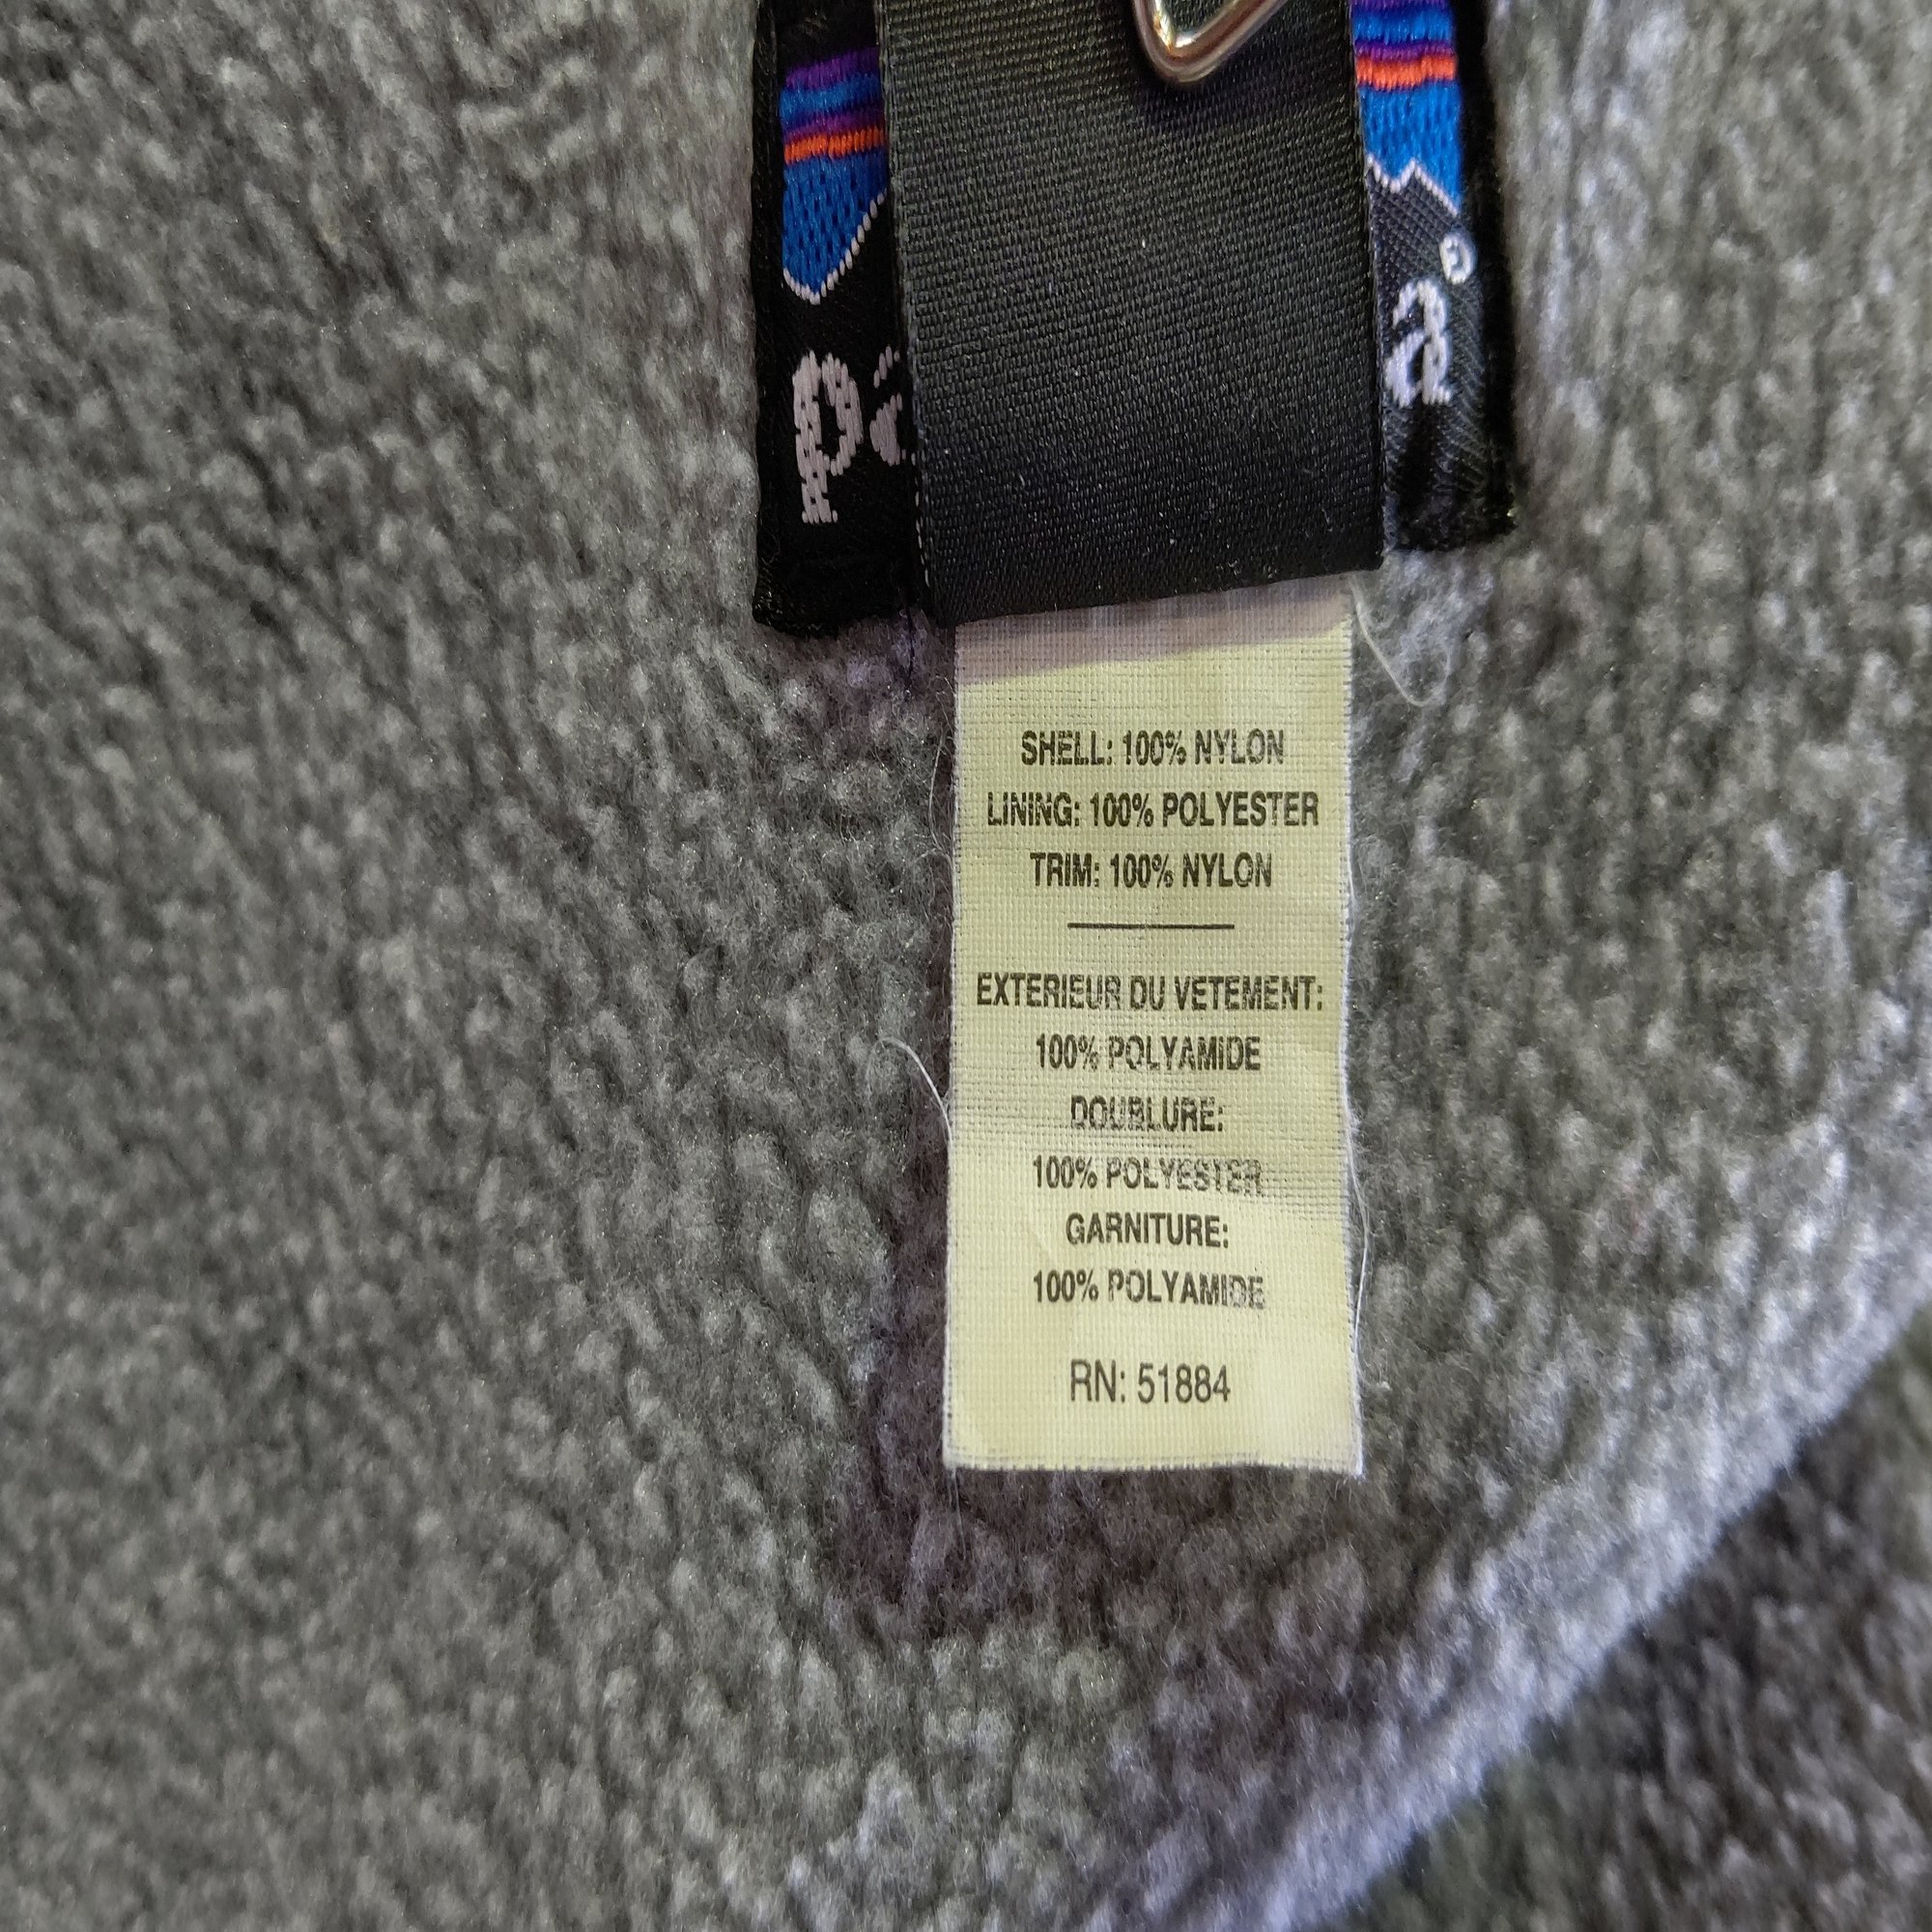 pa
a
SHELL: 100% NYLON
LINING: 100% POLYESTER
TRIM: 100% NYLON
EXTERIEUR DU VETEMENT:
100% POLYAMIDE
DOUBLURE:
100% POLYESTER
GARNITURE:
100% POLYAMIDE
RN: 51884